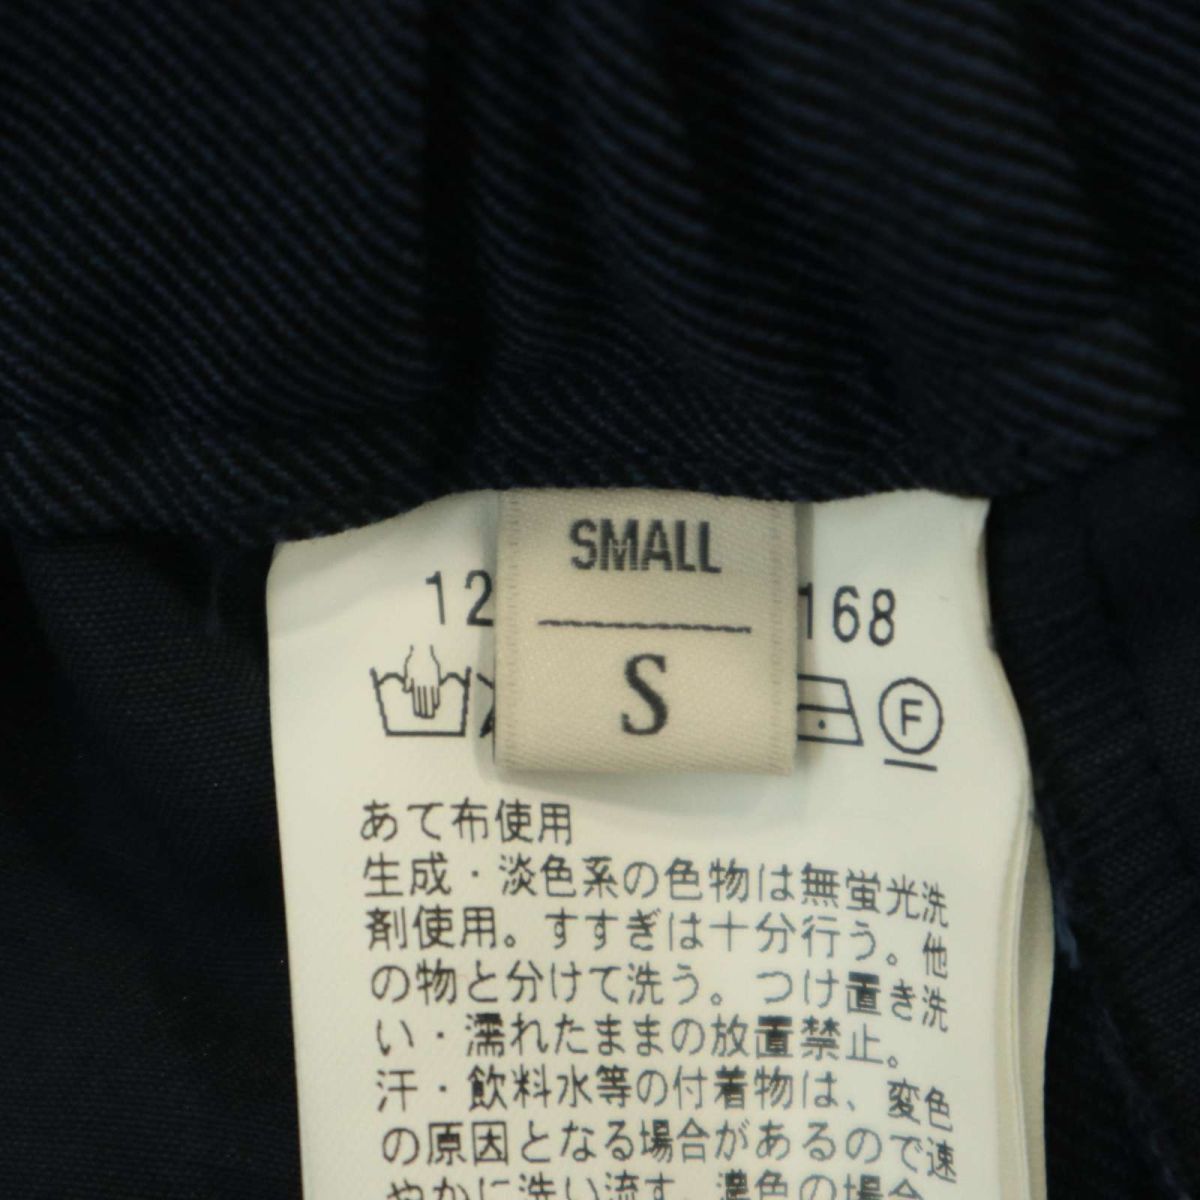 SMALL
S
12
168
F
あて布使用
生成・淡色系の色物は無蛍光洗
剤使用。すすぎは十分行う。他
の物と分けて洗う。つけ置き洗
い・濡れたままの放置禁止。
汗・飲料水等の付着物は、変色
の原因となる場合があるので速
やかに洗い流す。濃色の場合